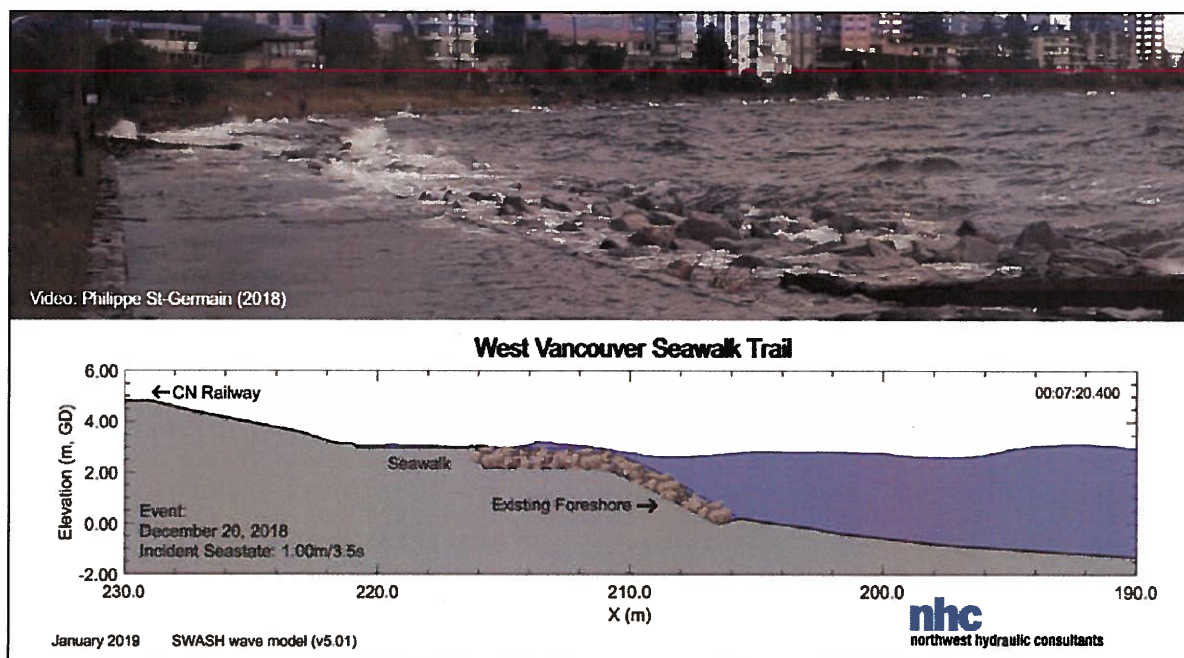 Video: Philippe St-Germain (2018)
West Vancouver Seawalk Trail
6.00
4.00
2.00
0.00
-2.00
Elevation (m, GD)
←CN Railway
00:07:20.400
Seawalk
Existing Foreshore →
Event:
December 20, 2018
Incident Seastate: 1.00m/3.5s
230.0 220.0 210.0 200.0 190.0
X (m)
January 2019 SWASH wave model (v5.01)
nhc
northwest hydraulic consultants